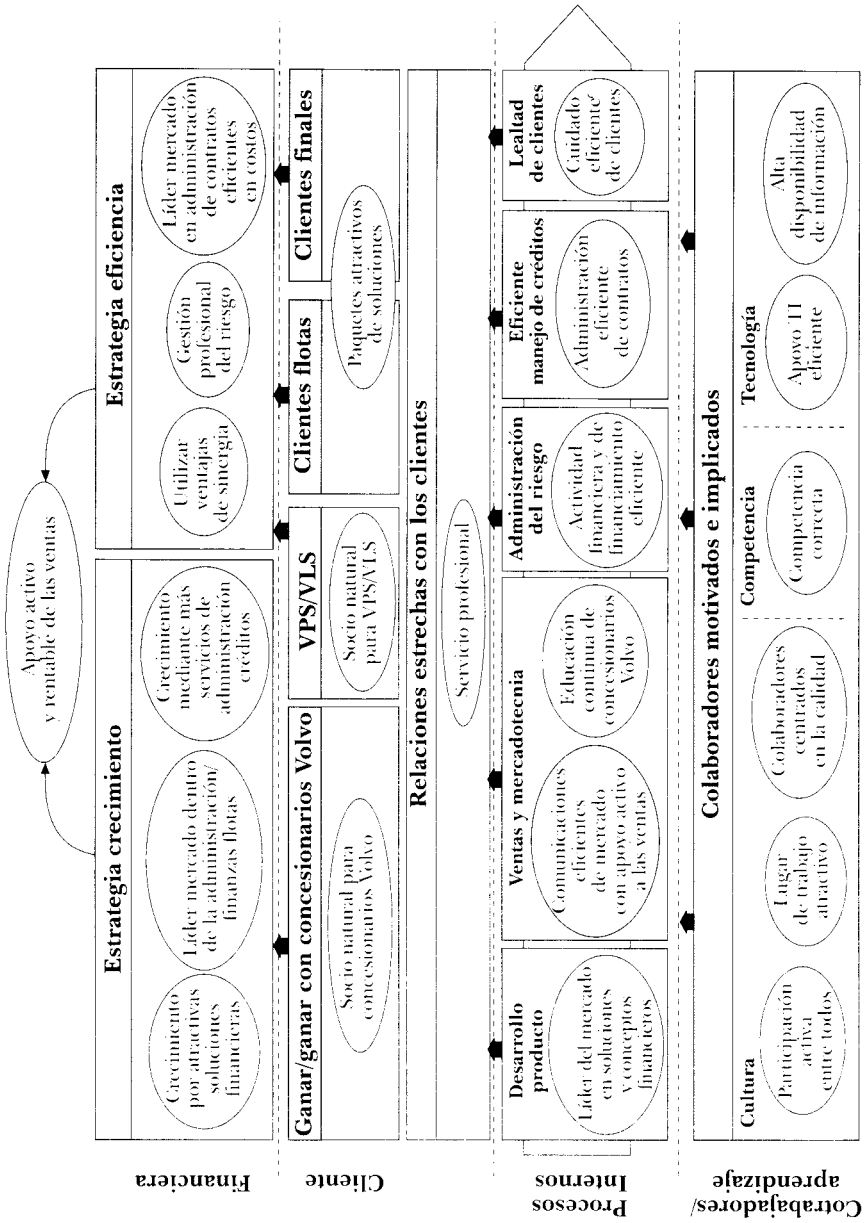 Apoyo activo
y rentable de las ventas
Estrategia crecimiento
Estrategia eficiencia
Financiera
Crecimiento
por atractivas
soluciones
financieras
Líder mercado dentro
de la administración/
finanzas flotas
Crecimiento
mediante más
servicios de
administración
créditos
Utilizar
ventajas
de sinergia
Gestión
profesional
del riesgo
Líder mercado
en administración
de contratos
eficientes
en costos
Cliente
Ganar/ganar con concesionarios Volvo
VPS/VLS
Clientes flotas
Clientes finales
Socio natural para
concesionarios Volvo
Socio natural
para VPS/VLS
Paquetes atractivos
de soluciones
Relaciones estrechas con los clientes
Servicio profesional
Procesos
Internos
Desarrollo
producto
Líder del mercado
en soluciones
y conceptos
financieros
Ventas y mercadotecnia
Comunicaciones
eficientes
de mercado
con apoyo activo
a las ventas
Educación
continua de
concesionarios
Volvo
Administración
del riesgo
Actividad
financiera y de
financiamiento
eficiente
Eficiente
manejo de créditos
Administración
eficiente
de contratos
Lealtad
de clientes
Cuidado
eficiente
de clientes
Cotrabajadores/
aprendizaje
Colaboradores motivados e implicados
Cultura
Competencia
Tecnología
Participación
activa
entre todos
Lugar
de trabajo
atractivo
Colaboradores
centrados
en la calidad
Competencia
correcta
Apoyo TI
eficiente
Alta
disponibilidad
de información